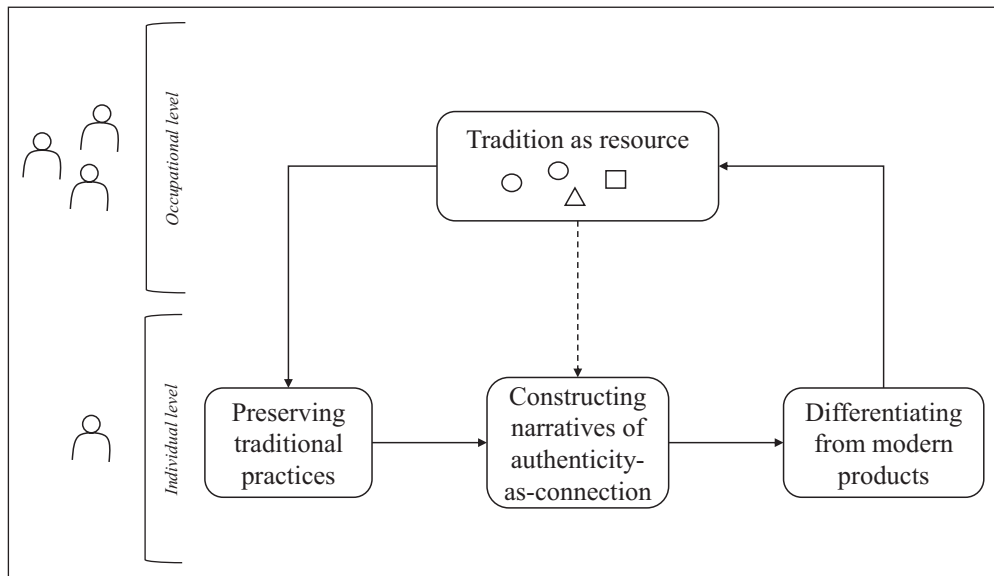 Occupational level
Tradition as resource
Individual level
Preserving
traditional
practices
Constructing
narratives of
authenticity-
as-connection
Differentiating
from modern
products